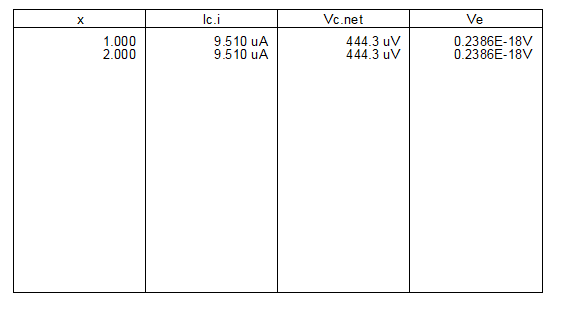 x Ic.i Vc.net Ve
1.000 9.510 uA 444.3 uV 0.2386E-18V
2.000 9.510 uA 444.3 uV 0.2386E-18V